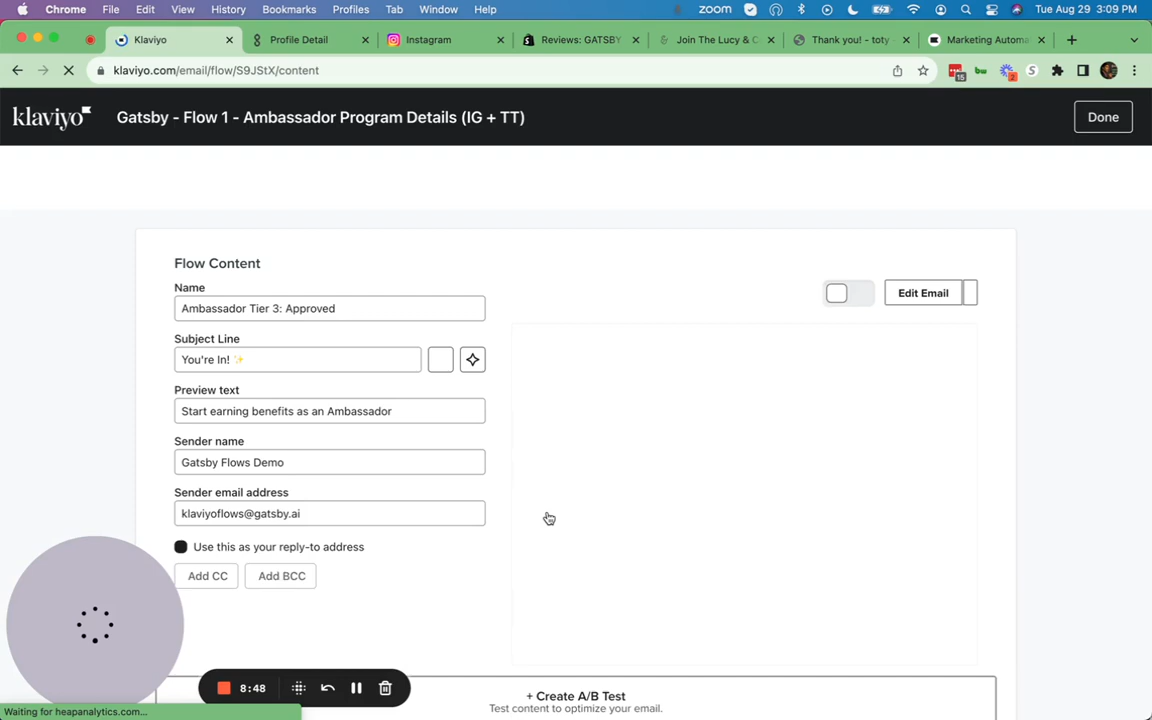 Chrome File Edit View History Bookmarks Profiles Tab Window Help zoom Tue Aug 29 3:09 PM
Klaviyo Profile Detail Instagram Reviews: GATSBY Join The Lucy & C Thank you! - toty Marketing Automa
klaviyo.com/email/flow/S9JStX/content 15 2
klaviyo Gatsby - Flow 1 - Ambassador Program Details (IG + TT) Done
Flow Content
Name
Edit Email
Ambassador Tier 3: Approved
Subject Line
You're In! ✨
Preview text
Start earning benefits as an Ambassador
Sender name
Gatsby Flows Demo
Sender email address
klaviyoflows@gatsby.ai
Use this as your reply-to address
Add CC Add BCC
8:48
+ Create A/B Test
Test content to optimize your email.
Waiting for heapanalytics.com...